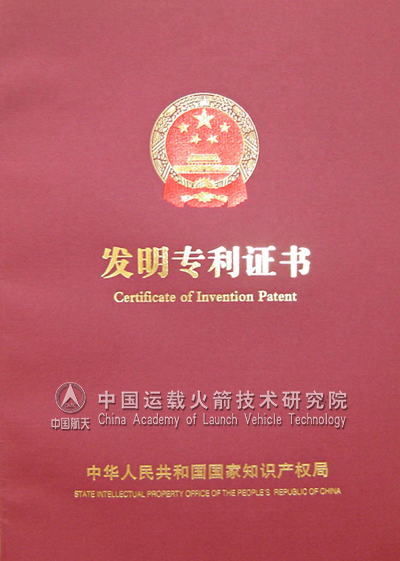 发明专利证书
Certificate of Invention Patent
中国航天
中国运载火箭技术研究院
China Academy of Launch Vehicle Technology
中华人民共和国国家知识产权局
STATE INTELLECTUAL PROPERTY OFFICE OF THE PEOPLE'S REPUBLIC OF CHINA